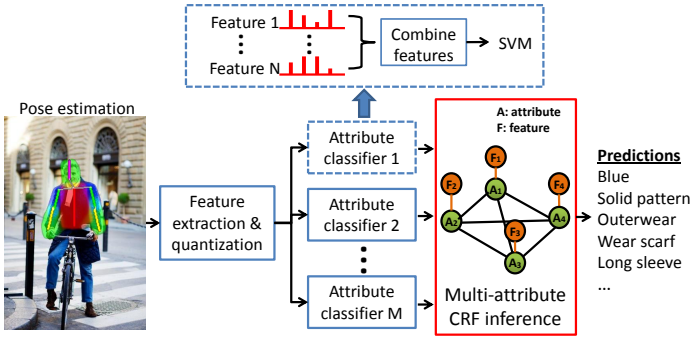 Feature 1
Feature N
Combine
features
SVM
Pose estimation
Feature
extraction &
quantization
Attribute
classifier 1
Attribute
classifier 2
Attribute
classifier M
A: attribute
F: feature
F1
F2
F4
A1
A2
F3
A4
A3
Multi-attribute
CRF inference
Predictions
Blue
Solid pattern
Outerwear
Wear scarf
Long sleeve
...